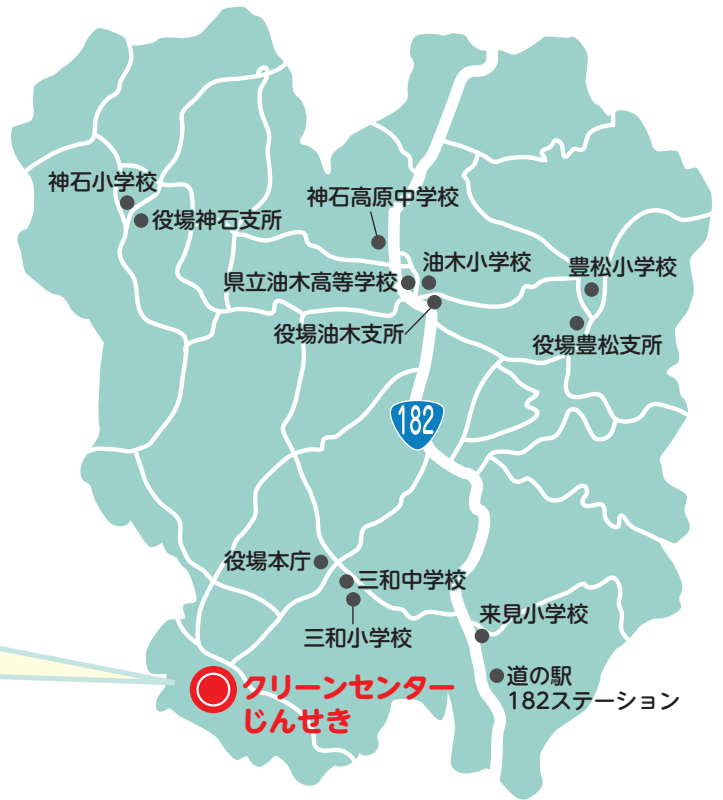 神石小学校
役場神石支所
神石高原中学校
県立油木高等学校
油木小学校
豊松小学校
役場油木支所
役場豊松支所
182
役場本庁
三和中学校
三和小学校
来見小学校
道の駅
182ステーション
クリーンセンター
じんせき